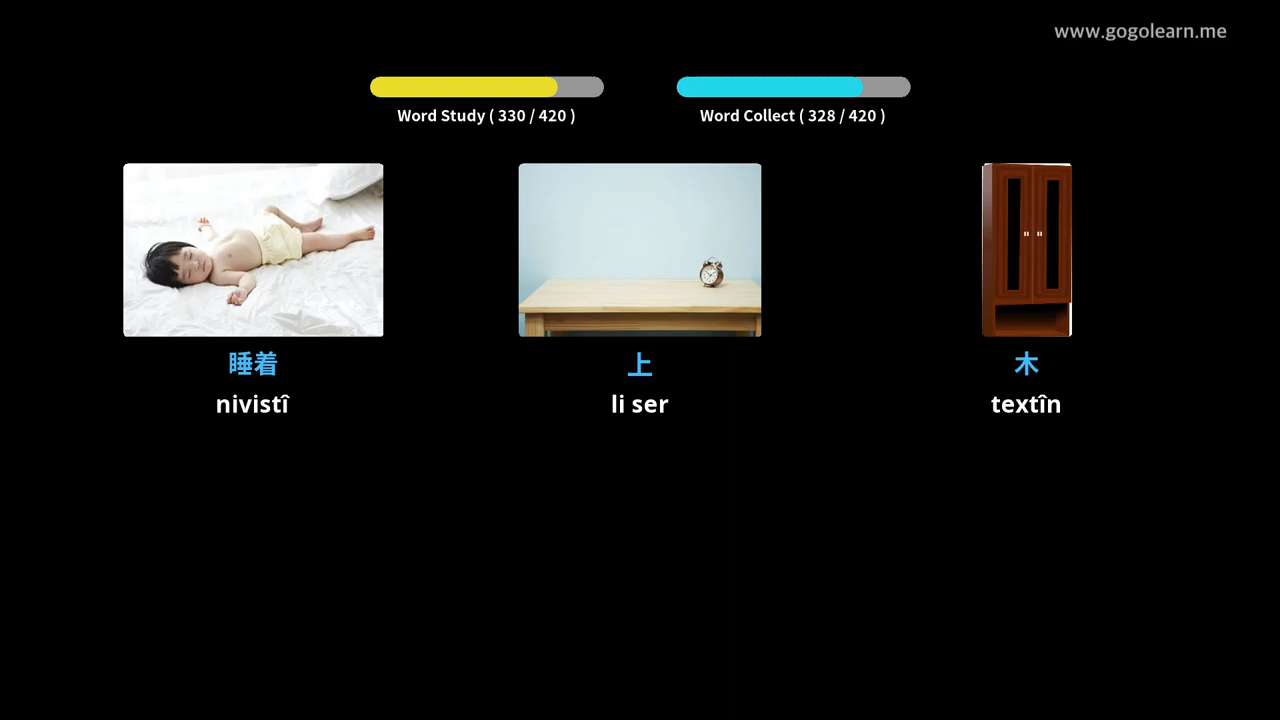 www.gogolearn.me
Word Study ( 330 / 420 )
Word Collect ( 328 / 420 )
睡着
上
木
nivistî
li ser
textîn